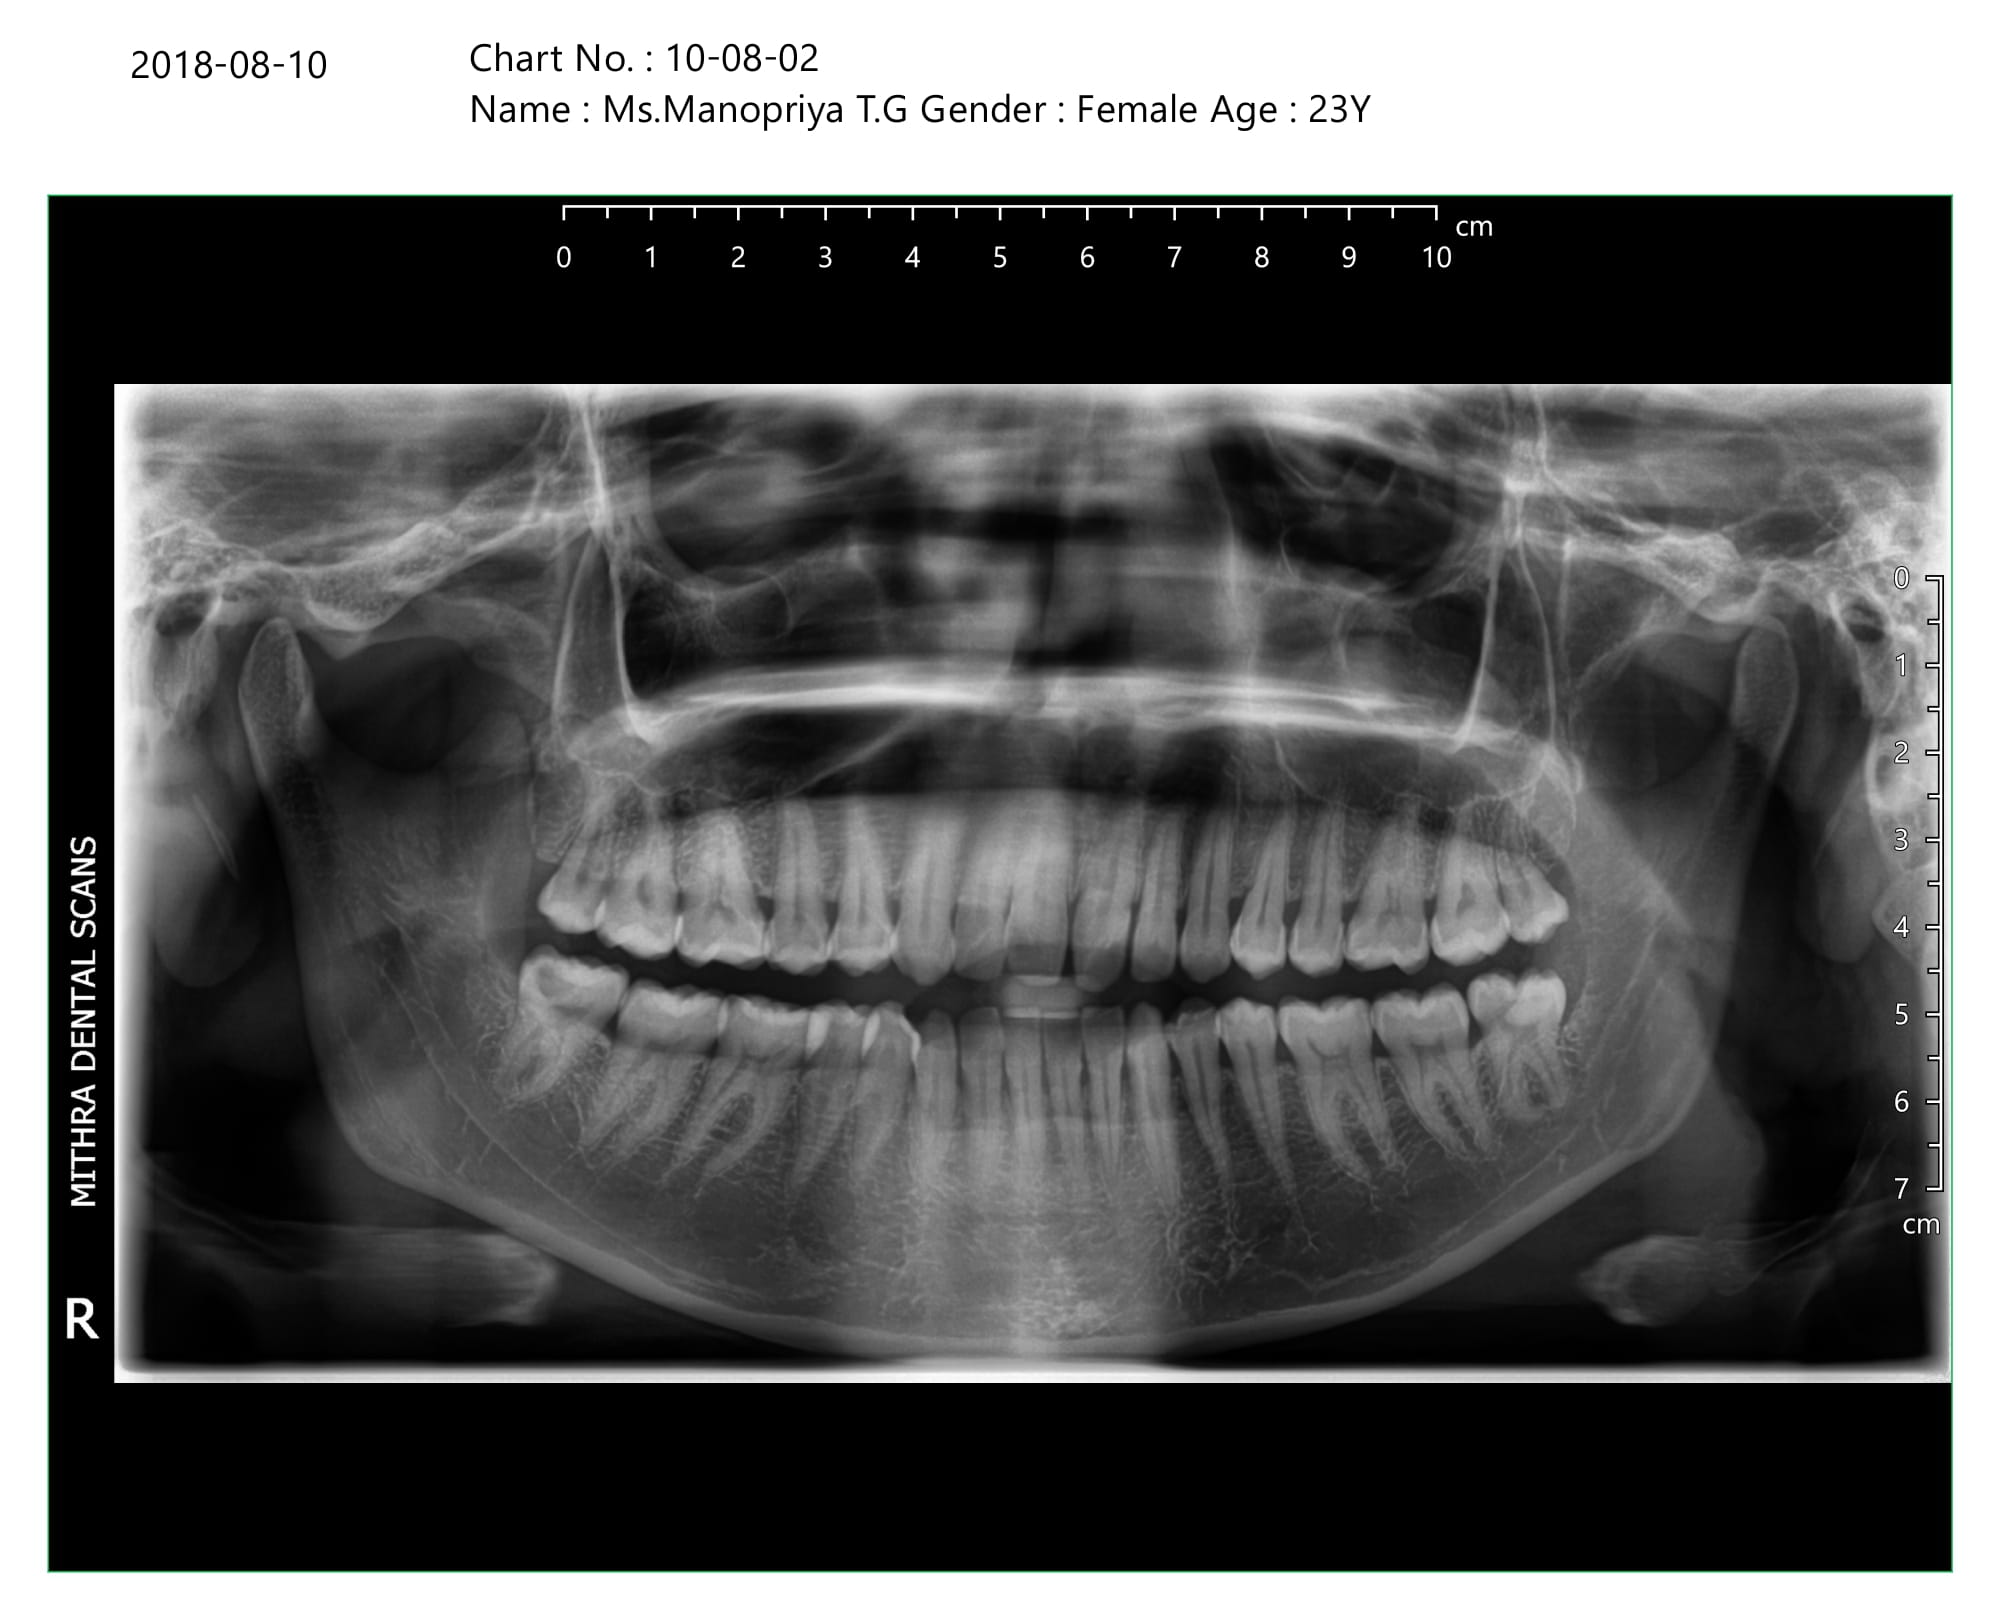 2018-08-10
Chart No. : 10-08-02
Name : Ms.Manopriya T.G Gender : Female Age : 23Y
0 1 2 3 4 5 6 7 8 9 10 cm
0
1
2
3
4
5
6
7
cm
MITHRA DENTAL SCANS
R